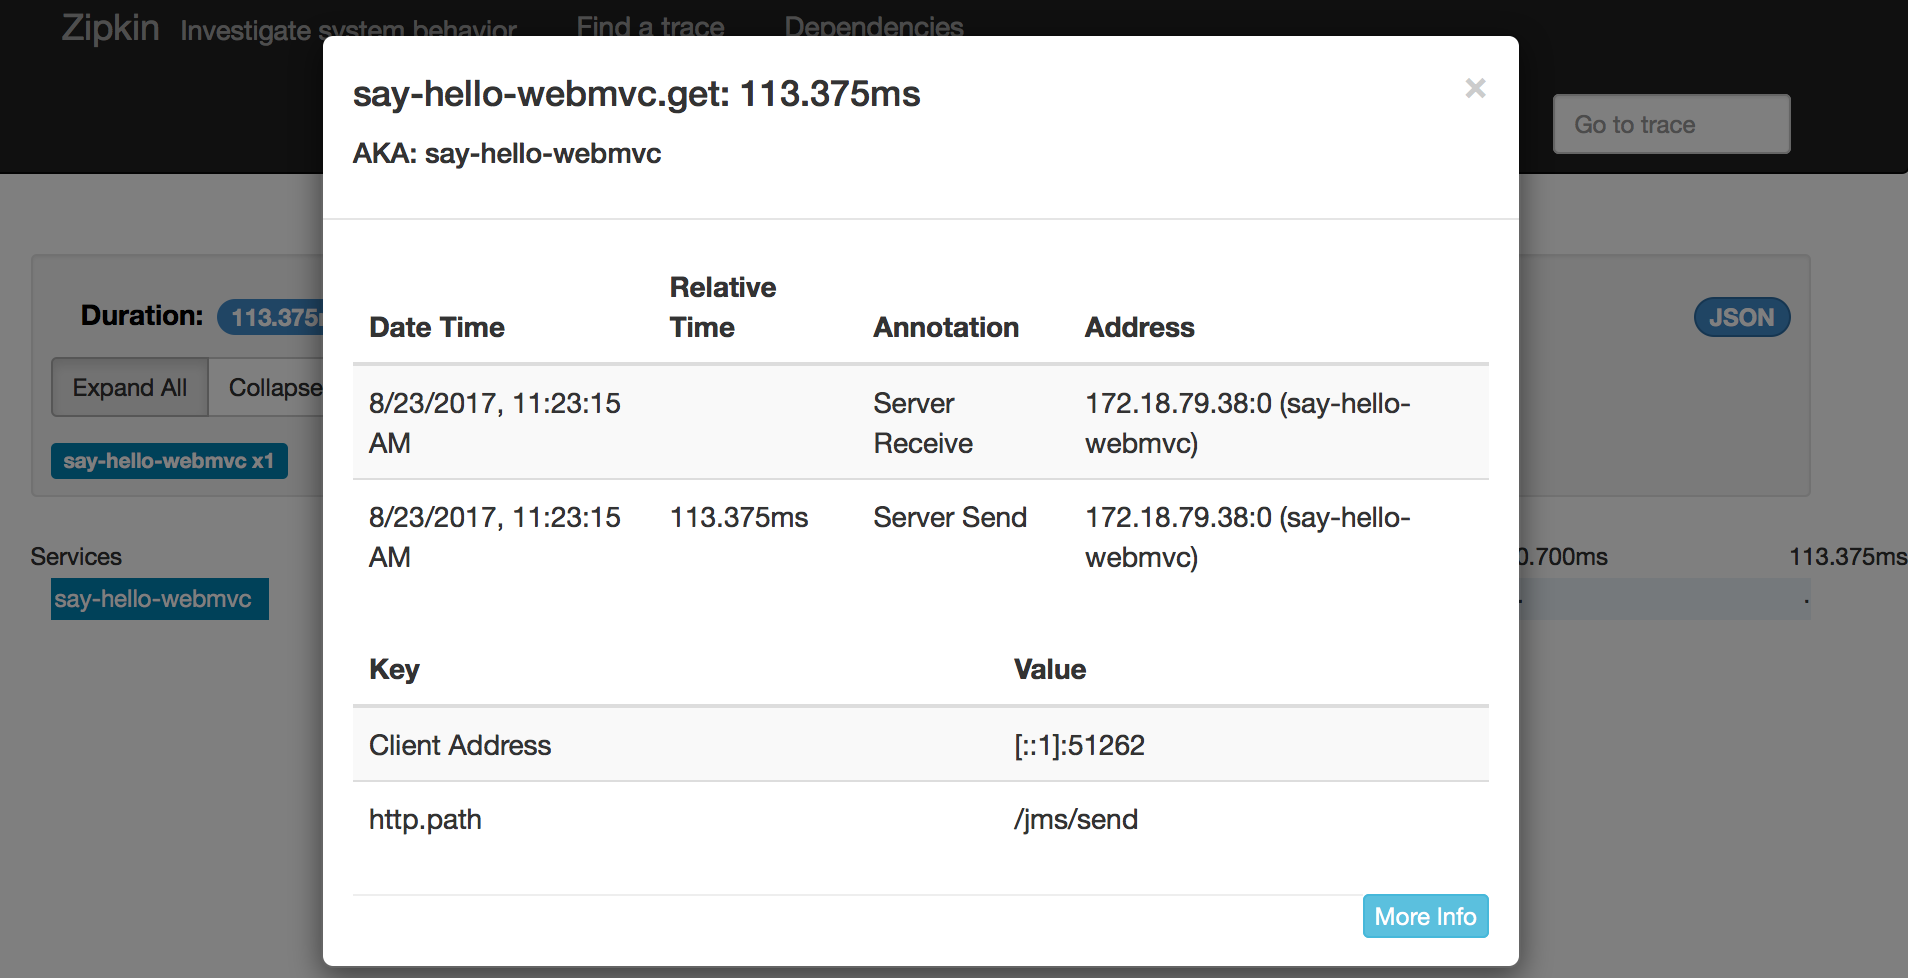 Zipkin Investigate system behavior Find a trace Dependencies
say-hello-webmvc.get: 113.375ms ×
Go to trace
AKA: say-hello-webmvc
Duration: 113.375
JSON
Expand All Collapse
say-hello-webmvc x1
Relative
Date Time Time Annotation Address
8/23/2017, 11:23:15 Server 172.18.79.38:0 (say-hello-
AM Receive webmvc)
8/23/2017, 11:23:15 113.375ms Server Send 172.18.79.38:0 (say-hello-
AM webmvc)
Services 0.700ms 113.375ms
say-hello-webmvc . .
Key Value
Client Address [::1]:51262
http.path /jms/send
More Info